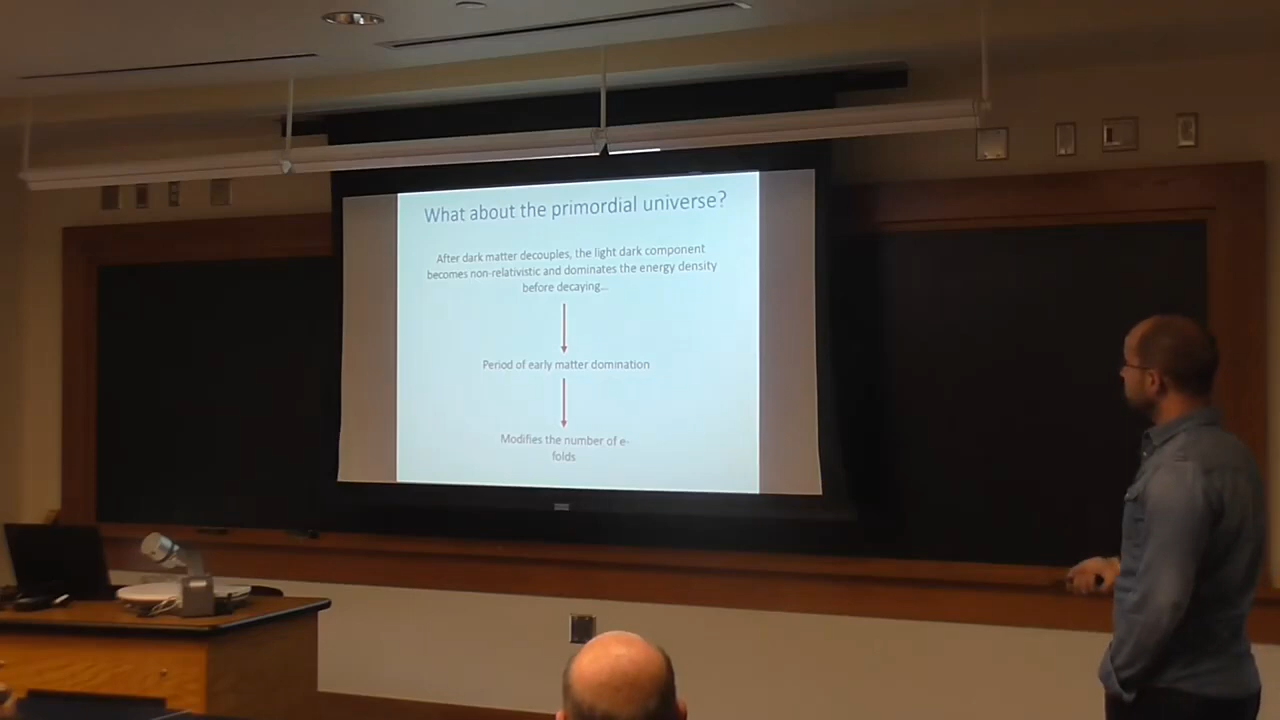 What about the primordial universe?
After dark matter decouples, the light dark component
becomes non-relativistic and dominates the energy density
before decaying...
Period of early matter domination
Modifies the number of e-
folds